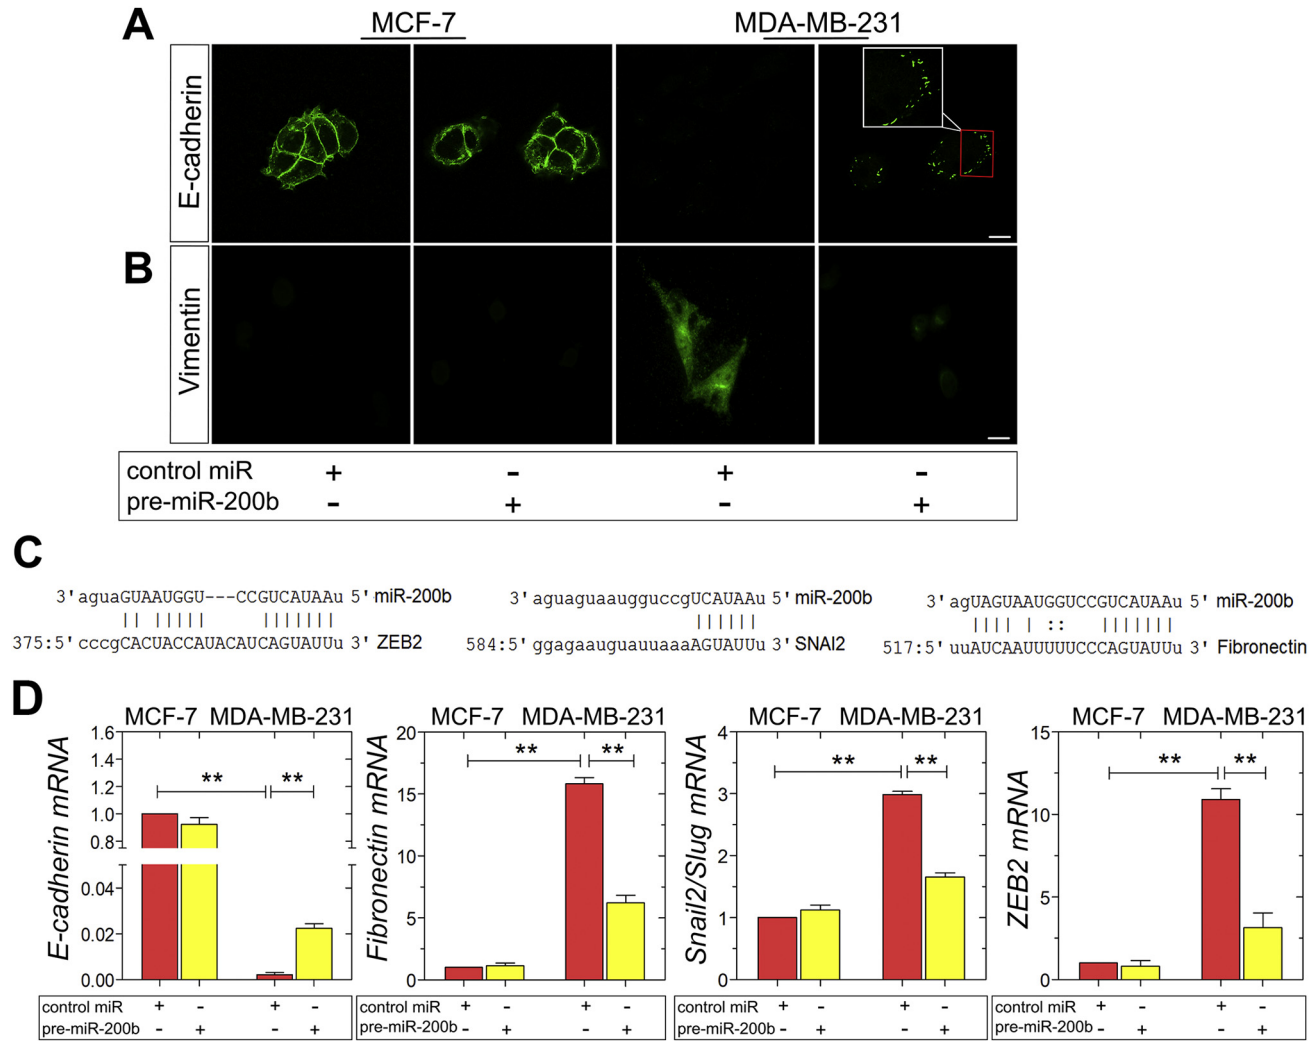 A
MCF-7 MDA-MB-231
E-cadherin
B
Vimentin
control miR + - + -
pre-miR-200b - + - +
C
3'aguaGUAAUGGU---CCGUCAUAAu 5' miR-200b
|| ||||| |||||||
375:5'cccgCACUACCAUACAUCAGUAUUu 3' ZEB2
3'aguaguaaugguccgUCAUAAu 5' miR-200b
||||||
584:5'ggagaauguauuaaaAGUAUUu 3' SNAI2
3'agUAGUAAUGGUCCGUCAUAAu 5' miR-200b
|||| | :: |||||||
517:5'uuAUCAAUUUUUCCCAGUAUUu 3' Fibronectin
D
MCF-7 MDA-MB-231
E-cadherin mRNA
1.6
1.4
1.2
1.0
0.8
0.04
0.02
0.00
** **
control miR + - + -
pre-miR-200b - + - +
MCF-7 MDA-MB-231
Fibronectin mRNA
20
15
10
5
0
** **
control miR + - + -
pre-miR-200b - + - +
MCF-7 MDA-MB-231
Snail2/Slug mRNA
4
3
2
1
0
** **
control miR + - + -
pre-miR-200b - + - +
MCF-7 MDA-MB-231
ZEB2 mRNA
15
10
5
0
** **
control miR + - + -
pre-miR-200b - + - +